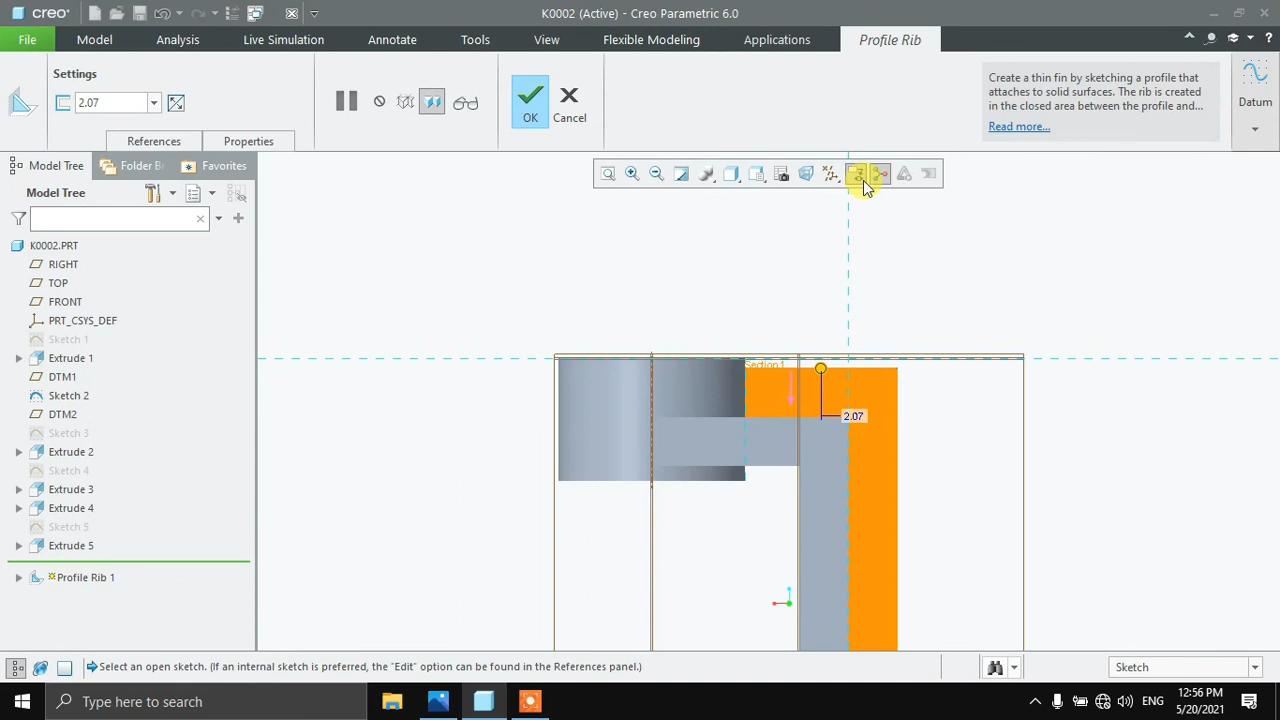 creo
K0002 (Active) - Creo Parametric 6.0
File
Model
Analysis
Live Simulation
Annotate
Tools
View
Flexible Modeling
Applications
Profile Rib
Settings
2.07
OK
Cancel
References
Properties
Create a thin fin by sketching a profile that
attaches to solid surfaces. The rib is created
in the closed area between the profile and...
Read more...
Datum
Model Tree
Folder B
Favorites
Model Tree
K0002.PRT
RIGHT
TOP
FRONT
PRT_CSYS_DEF
Sketch 1
Extrude 1
DTM1
Sketch 2
DTM2
Sketch 3
Extrude 2
Sketch 4
Extrude 3
Extrude 4
Sketch 5
Extrude 5
Profile Rib 1
Section1
2.07
Select an open sketch. (If an internal sketch is preferred, the "Edit" option can be found in the References panel.)
Sketch
Type here to search
ENG
12:56 PM
5/20/2021